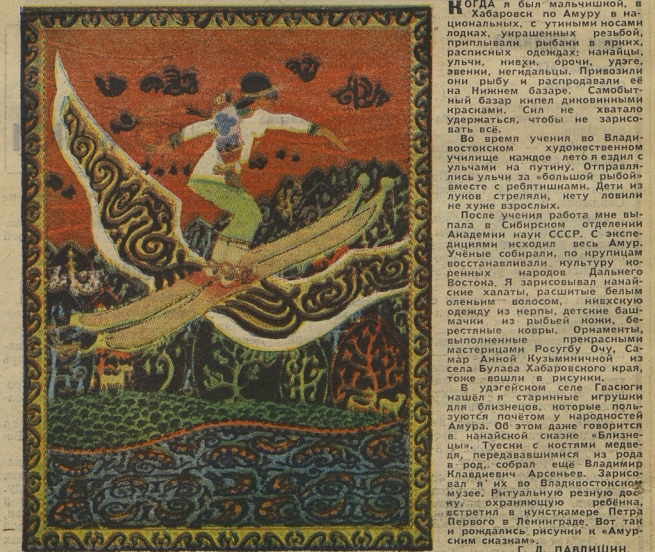 КОГДА я был мальчишкой, в
Хабаровск по Амуру в на-
циональных, с утиными носами
лодках, украшенных резьбой,
приплывали рыбаки в ярких,
расписных одеждах: нанайцы,
ульчи, нивхи, орочи, удэге,
эвенки, негидальцы. Привозили
они рыбу и распродавали её
на Нижнем базаре. Самобыт-
ный базар кипел диковинными
красками. Сил не хватало
удержаться, чтобы не зарисо-
вать всё.
Во время учения во Влади-
востокском художественном
училище каждое лето я ездил с
ульчами на путину. Отправля-
лись ульчи за «большой рыбой»
вместе с ребятишками. Дети из
луков стреляли, кету ловили
не хуже взрослых.
После учения работа мне вы-
пала в Сибирском отделении
Академии наук СССР. С экспе-
дициями исходил весь Амур.
Учёные собирали, по крупицам
восстанавливали культуру ко-
ренных народов Дальнего
Востока. Я зарисовывал нанай-
ские халаты, расшитые белым
оленьим волосом, нивхскую
одежду из нерпы, детские баш-
мачки из рыбьей кожи, бе-
рестяные ковры. Орнаменты,
выполненные прекрасными
мастерицами Росугбу Очу, Са-
мар Анной Кузьминичной из
села Булава Хабаровского края,
тоже вошли в рисунки.
В удэгейском селе Гвасюги
нашёл я старинные игрушки
для близнецов, которые поль-
зуются почётом у народностей
Амура. Об этом даже говорится
в нанайской сказке «Близне-
цы». Туески с костями медве-
дя, передававшимися из рода
в род, собрал ещё Владимир
Клавдиевич Арсеньев. Зарисо-
вал я их во Владивостокском
музее. Ритуальную резную дос-
ку, охраняющую ребёнка,
встретил в кунсткамере Петра
Первого в Ленинграде. Вот так
и рождались рисунки к «Амур-
ским сказкам».
Г. Д. ПАВЛИШИН.